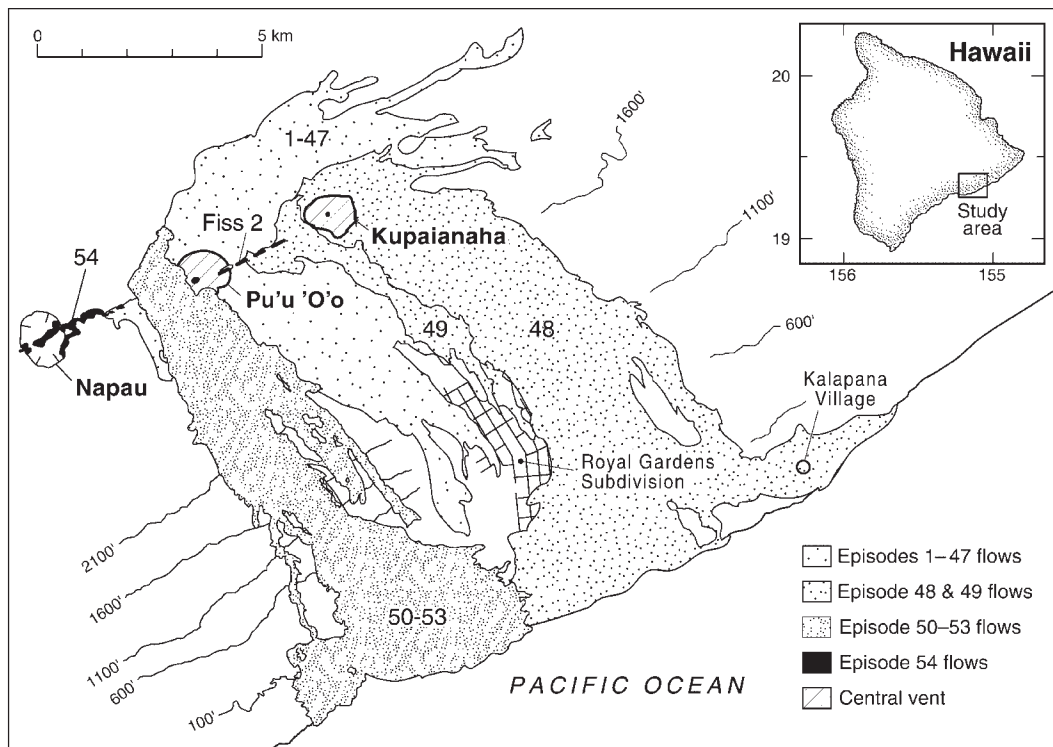 0
5 km
Hawaii
20
19
156
155
Study
area
1-47
1600'
1100'
600'
Fiss 2
Kupaianaha
54
Pu'u 'O'o
Napau
49
48
Kalapana
Village
Royal Gardens
Subdivision
2100'
1600'
1100'
600'
100'
50-53
PACIFIC OCEAN
Episodes 1–47 flows
Episode 48 & 49 flows
Episode 50–53 flows
Episode 54 flows
Central vent